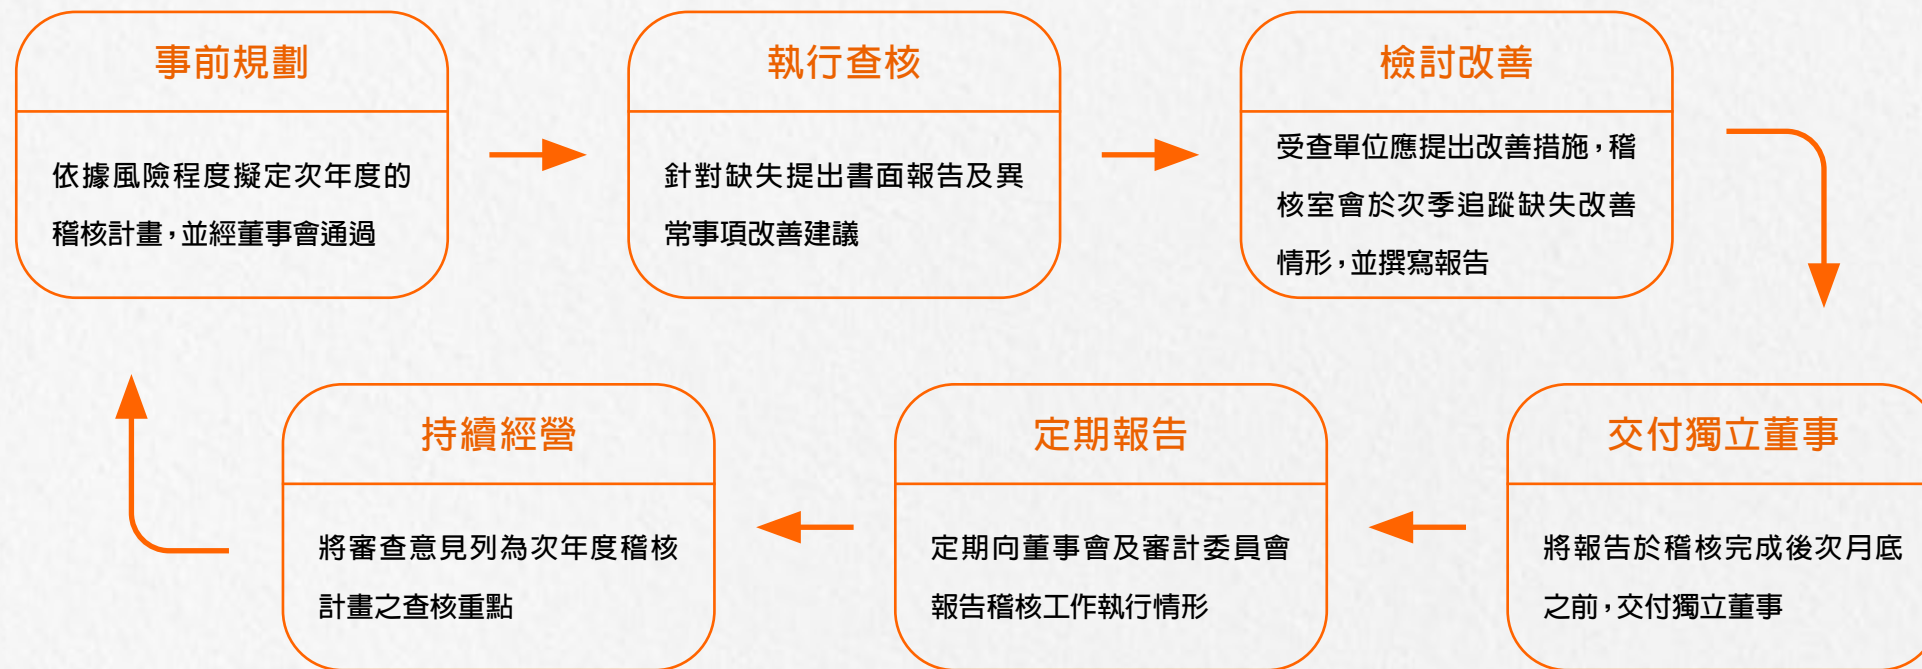 事前規劃
依據風險程度擬定次年度的
稽核計畫，並經董事會通過
執行查核
針對缺失提出書面報告及異
常事項改善建議
檢討改善
受查單位應提出改善措施，稽
核室會於次季追蹤缺失改善
情形，並撰寫報告
交付獨立董事
將報告於稽核完成後次月底
之前，交付獨立董事
定期報告
定期向董事會及審計委員會
報告稽核工作執行情形
持續經營
將審查意見列為次年度稽核
計畫之查核重點